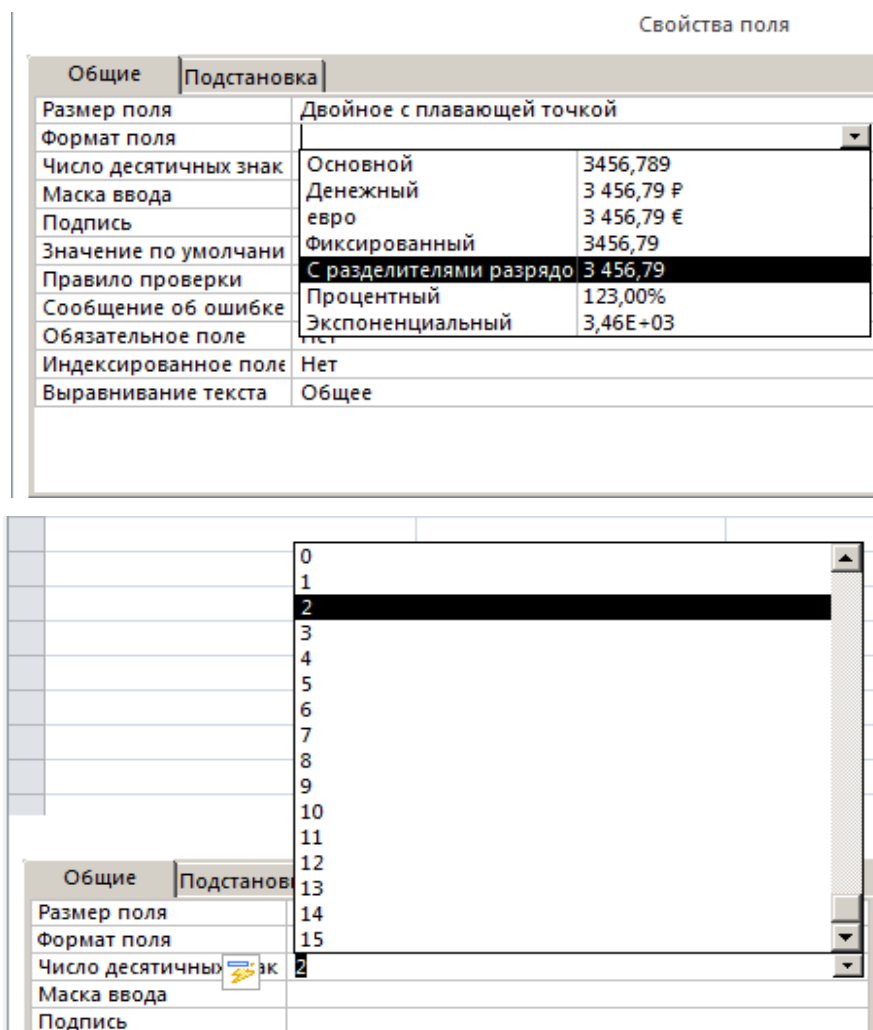 Свойства поля
Общие Подстановка
Размер поля Двойное с плавающей точкой
Формат поля
Число десятичных знак
Основной 3456,789
Маска ввода
Денежный 3 456,79 ₽
Подпись
евро 3 456,79 €
Значение по умолчани
Фиксированный 3456,79
Правило проверки
С разделителями разрядо 3 456,79
Сообщение об ошибке
Процентный 123,00%
Обязательное поле
Экспоненциальный 3,46E+03
Индексированное поле Нет
Выравнивание текста Общее
0
1
2
3
4
5
6
7
8
9
10
11
12
13
14
15
Общие Подстанов
Размер поля
Формат поля
Число десятичных зак 2
Маска ввода
Подпись